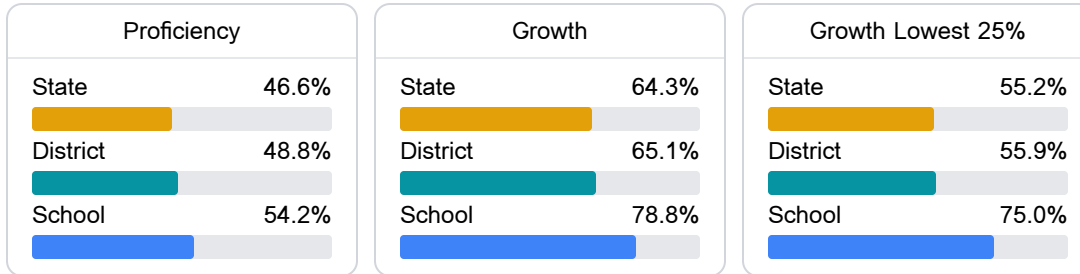 Proficiency
State 46.6%
District 48.8%
School 54.2%
Growth
State 64.3%
District 65.1%
School 78.8%
Growth Lowest 25%
State 55.2%
District 55.9%
School 75.0%